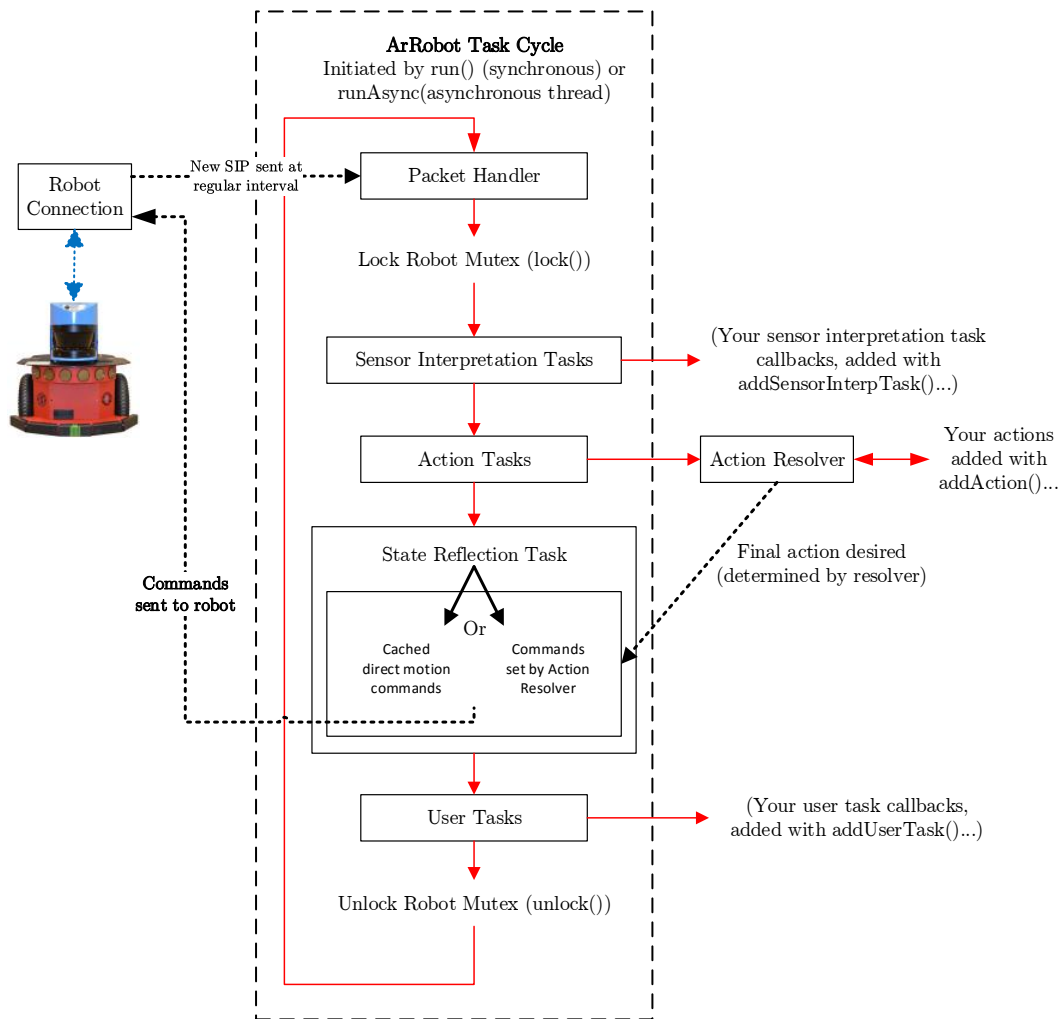 ArRobot Task Cycle
Initiated by run() (synchronous) or
runAsync(asynchronous thread)
New SIP sent at
regular interval
Robot
Connection
Packet Handler
Lock Robot Mutex (lock())
Sensor Interpretation Tasks
(Your sensor interpretation task
callbacks, added with
addSensorInterpTask()...)
Action Tasks
Action Resolver
Your actions
added with
addAction()...
State Reflection Task
Final action desired
(determined by resolver)
Commands
sent to robot
Or
Cached
direct motion
commands
Commands
set by Action
Resolver
User Tasks
(Your user task callbacks,
added with addUserTask()...)
Unlock Robot Mutex (unlock())